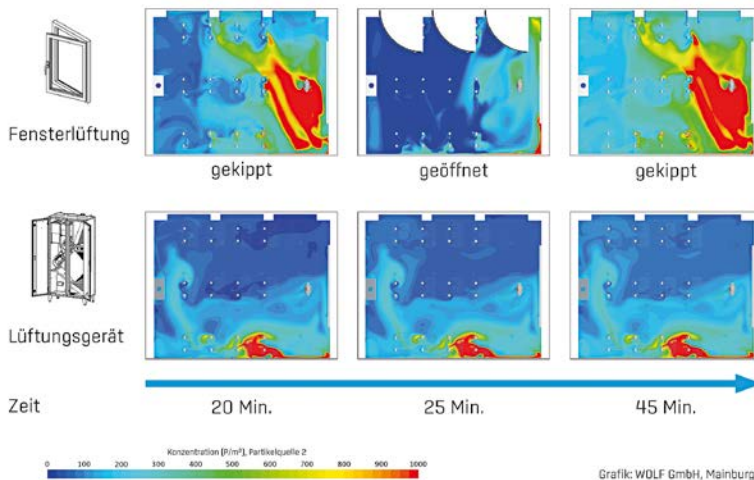 Fensterlüftung
gekippt
geöffnet
gekippt
Lüftungsgerät
Zeit
20 Min.
25 Min.
45 Min.
Konzentration [P/m³], Partikelquelle 2
0 100 200 300 400 500 600 700 800 900 1000
Grafik: WOLF GmbH, Mainburg